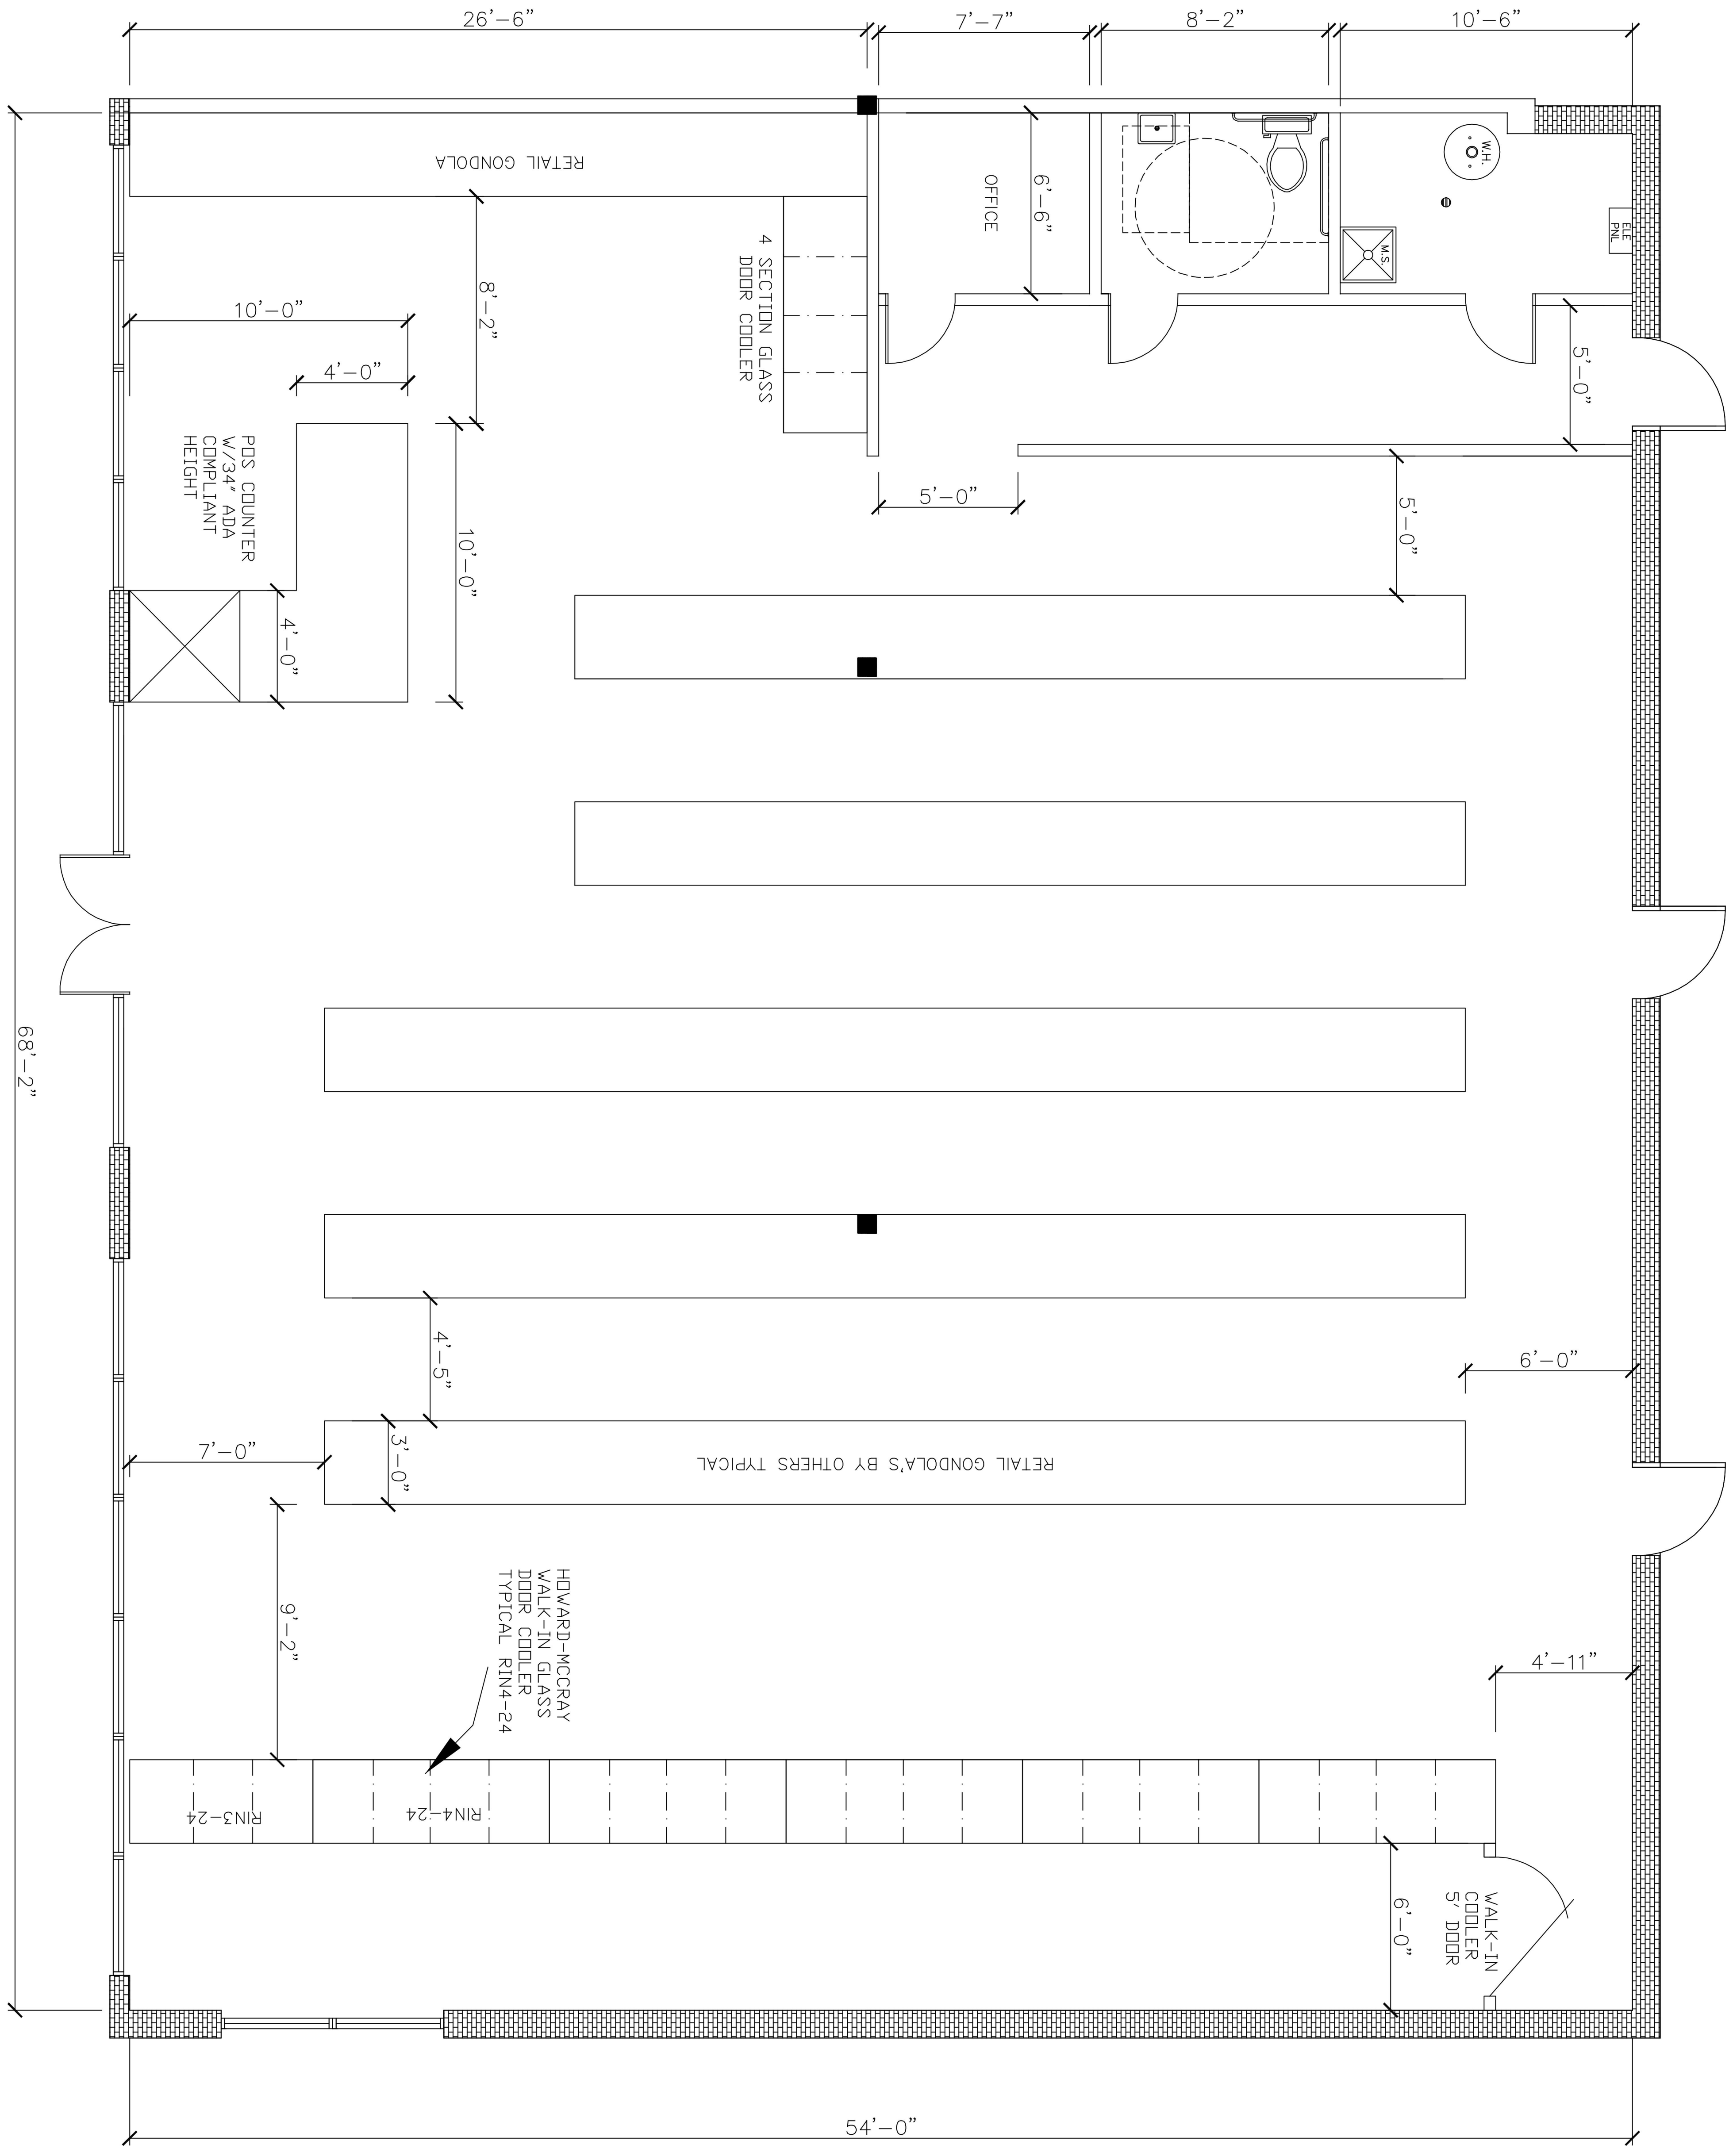 26'-6"
7'-7"
8'-2"
10'-6"
RETAIL GONDOLA
OFFICE
6'-6"
W.H.
ELE
PNL
M.S.
4 SECTION GLASS
DOOR COOLER
8'-2"
10'-0"
4'-0"
5'-0"
POS COUNTER
W/34" ADA
COMPLIANT
HEIGHT
10'-0"
5'-0"
5'-0"
4'-0"
68'-2"
4'-5"
6'-0"
7'-0"
3'-0"
RETAIL GONDOLA'S BY OTHERS TYPICAL
9'-2"
HOWARD-MCCRAY
WALK-IN GLASS
DOOR COOLER
TYPICAL RIN4-24
4'-11"
RIN3-24
RIN4-24
6'-0"
WALK-IN
COOLER
5' DOOR
54'-0"